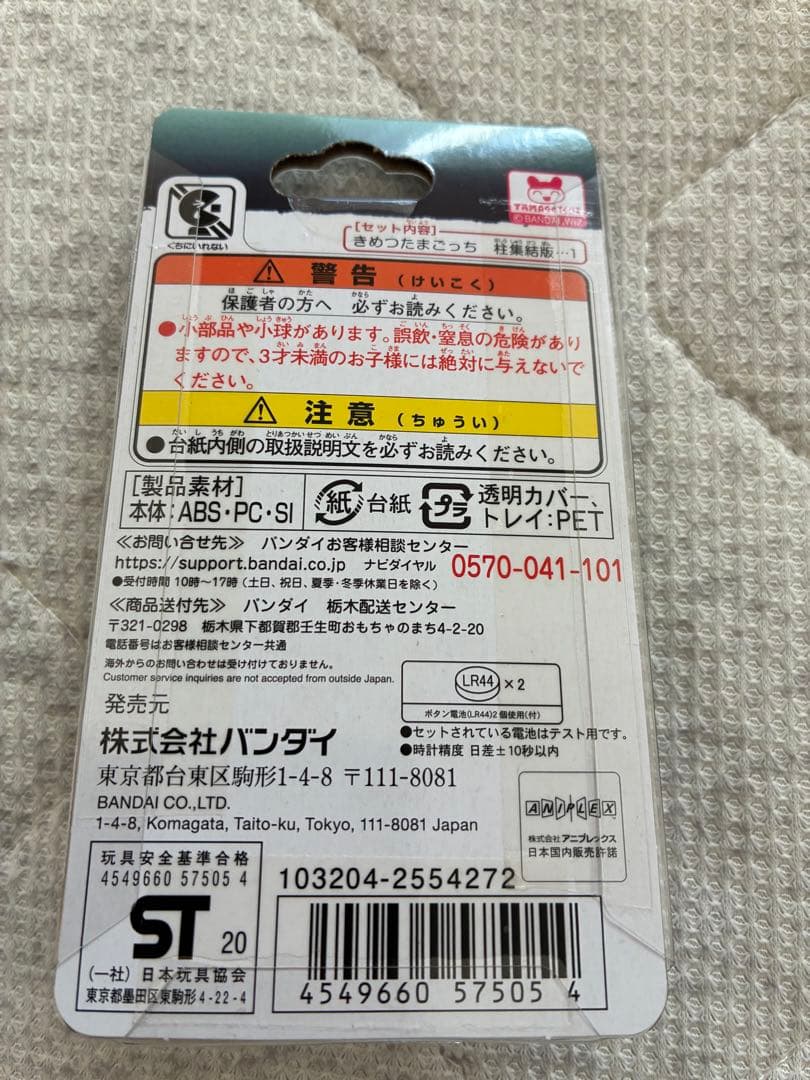 くちにいれない
TAMAGOTCHI
©BANDAI, WiZ
[セット内容]
きめつたまごっち 柱集結版…1
警告（けいこく）
保護者の方へ 必ずお読みください。
●小部品や小球があります。誤飲・窒息の危険があり
ますので、3才未満のお子様には絶対に与えないで
ください。
注意（ちゅうい）
●台紙内側の取扱説明文を必ずお読みください。
[製品素材]
本体：ABS・PC・SI
紙 台紙
プラ 透明カバー、
トレイ：PET
≪お問い合せ先≫ バンダイお客様相談センター
https://support.bandai.co.jp ナビダイヤル 0570-041-101
●受付時間 10時～17時（土日、祝日、夏季・冬季休業日を除く）
≪商品送付先≫ バンダイ 栃木配送センター
〒321-0298 栃木県下都賀郡壬生町おもちゃのまち4-2-20
電話番号はお客様相談センター共通
海外からのお問い合わせは受け付けておりません。
Customer service inquiries are not accepted from outside Japan.
LR44 ×2
ボタン電池(LR44)2個使用(付)
●セットされている電池はテスト用です。
●時計精度 日差±10秒以内
発売元
株式会社バンダイ
東京都台東区駒形1-4-8 〒111-8081
BANDAI CO.,LTD.
1-4-8, Komagata, Taito-ku, Tokyo, 111-8081 Japan
ANIPLEX
株式会社アニプレックス
日本国内販売許諾
玩具安全基準合格
4549660 57505 4
ST 20
(一社) 日本玩具協会
東京都墨田区東駒形4-22-4
103204-2554272
4549660 575054